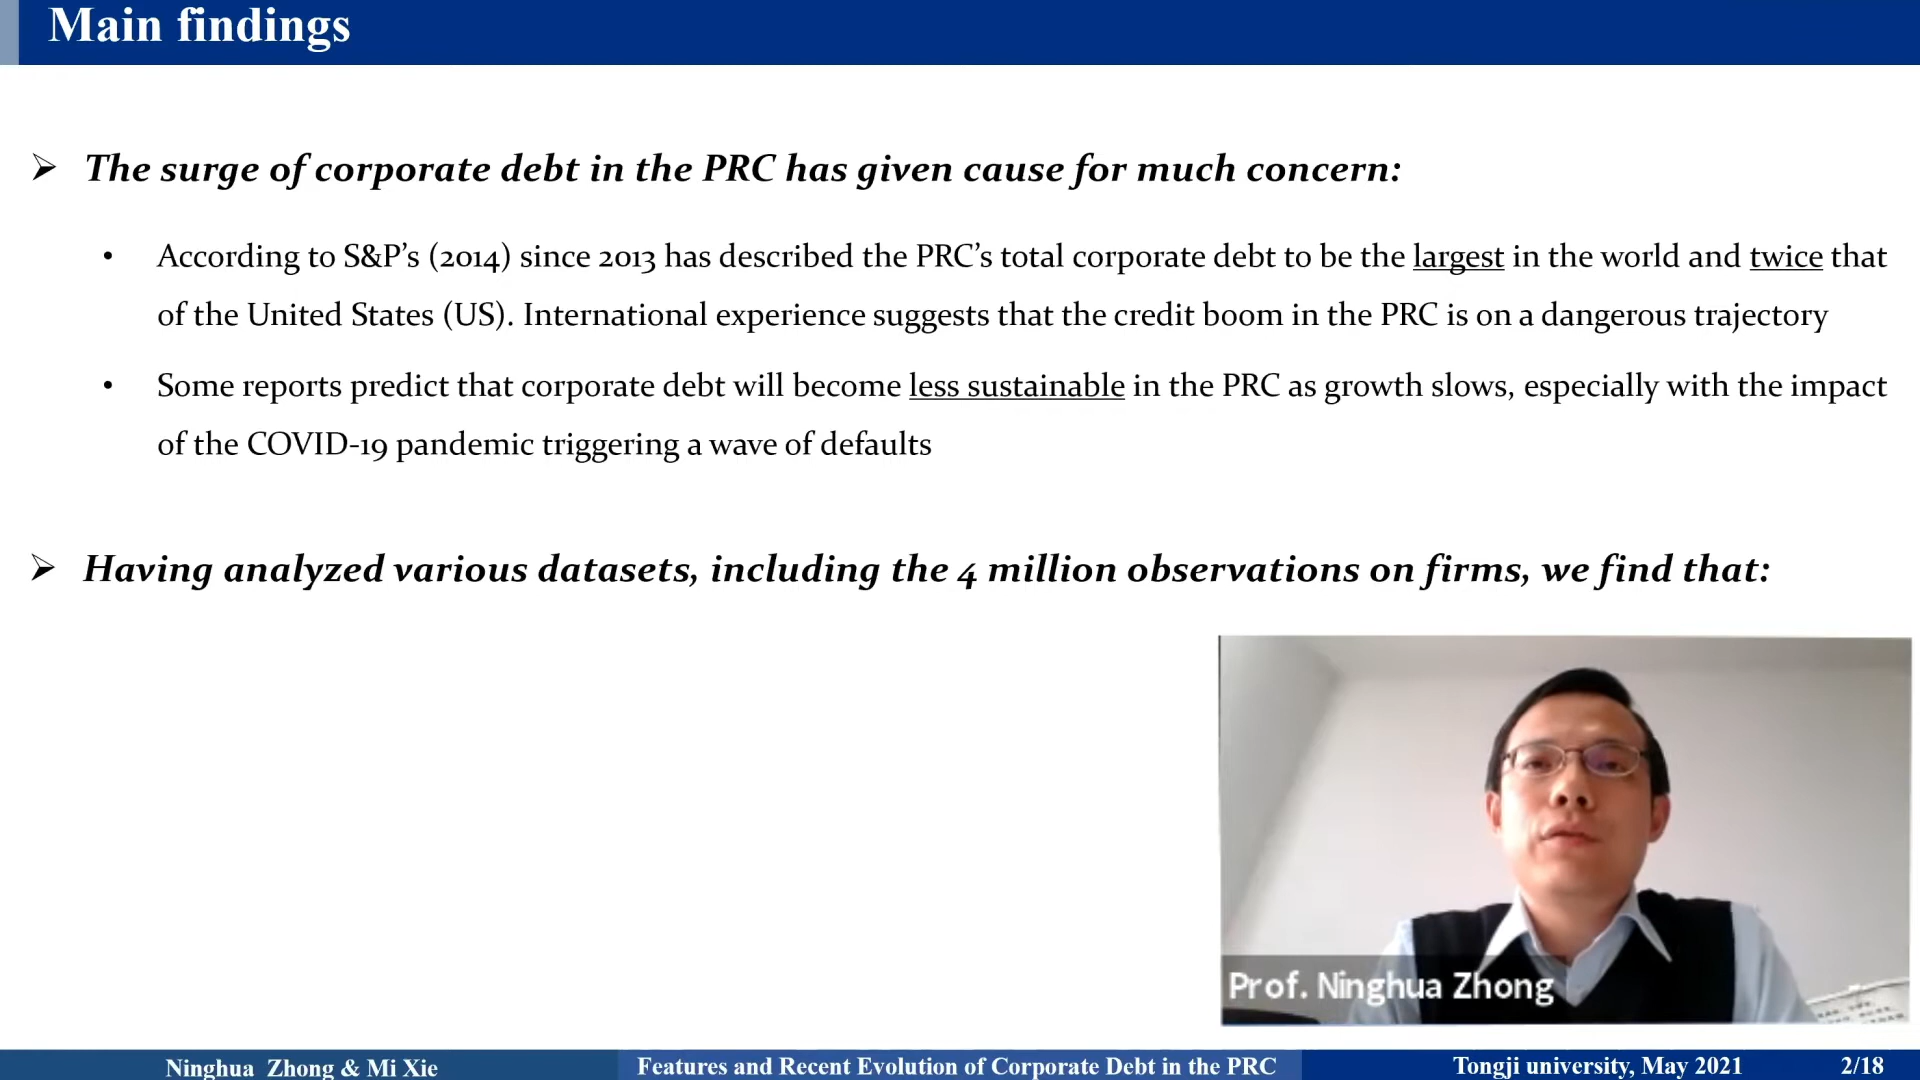 Main findings
➢ The surge of corporate debt in the PRC has given cause for much concern:
• According to S&P’s (2014) since 2013 has described the PRC’s total corporate debt to be the largest in the world and twice that
of the United States (US). International experience suggests that the credit boom in the PRC is on a dangerous trajectory
• Some reports predict that corporate debt will become less sustainable in the PRC as growth slows, especially with the impact
of the COVID-19 pandemic triggering a wave of defaults
➢ Having analyzed various datasets, including the 4 million observations on firms, we find that:
Prof. Ninghua Zhong
Ninghua Zhong & Mi Xie
Features and Recent Evolution of Corporate Debt in the PRC
Tongji university, May 2021
2/18